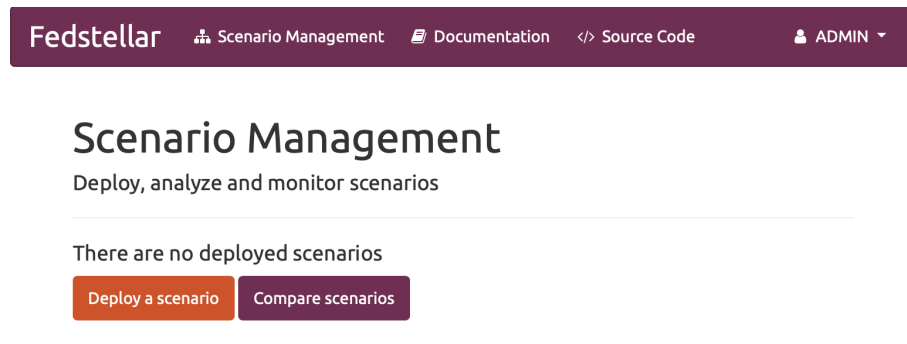 Fedstellar Scenario Management Documentation </> Source Code ADMIN
Scenario Management
Deploy, analyze and monitor scenarios
There are no deployed scenarios
Deploy a scenario Compare scenarios